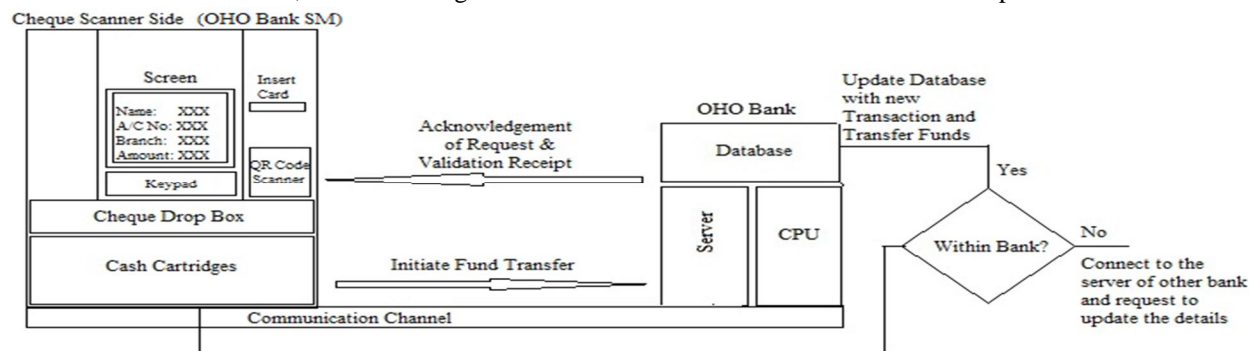 Cheque Scanner Side (OHO Bank SM)
Screen
Name: XXX
A/C No: XXX
Branch: XXX
Amount: XXX
Keypad
Insert
Card
QR Code
Scanner
Cheque Drop Box
Cash Cartridges
Acknowledgement
of Request &
Validation Receipt
Initiate Fund Transfer
Communication Channel
OHO Bank
Database
Server
CPU
Update Database
with new
Transaction and
Transfer Funds
Yes
Within Bank?
No
Connect to the
server of other bank
and request to
update the details